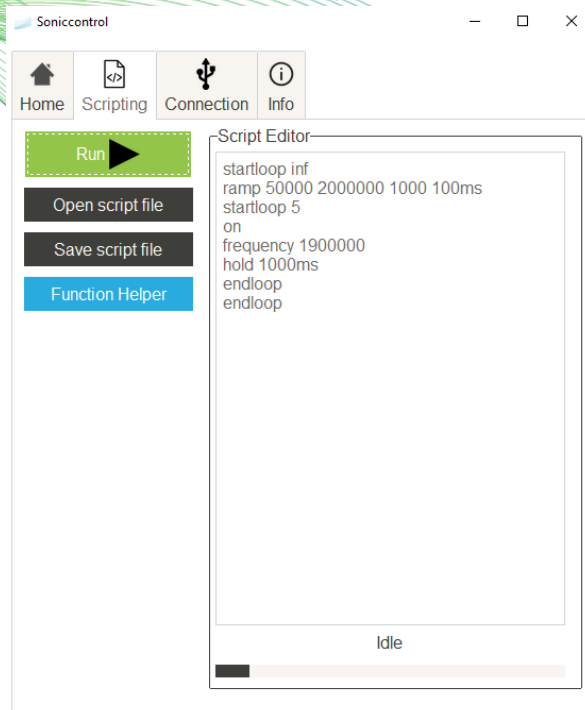 Soniccontrol
Home
Scripting
Connection
Info
Run
Open script file
Save script file
Function Helper
Script Editor
startloop inf
ramp 50000 2000000 1000 100ms
startloop 5
on
frequency 1900000
hold 1000ms
endloop
endloop
Idle